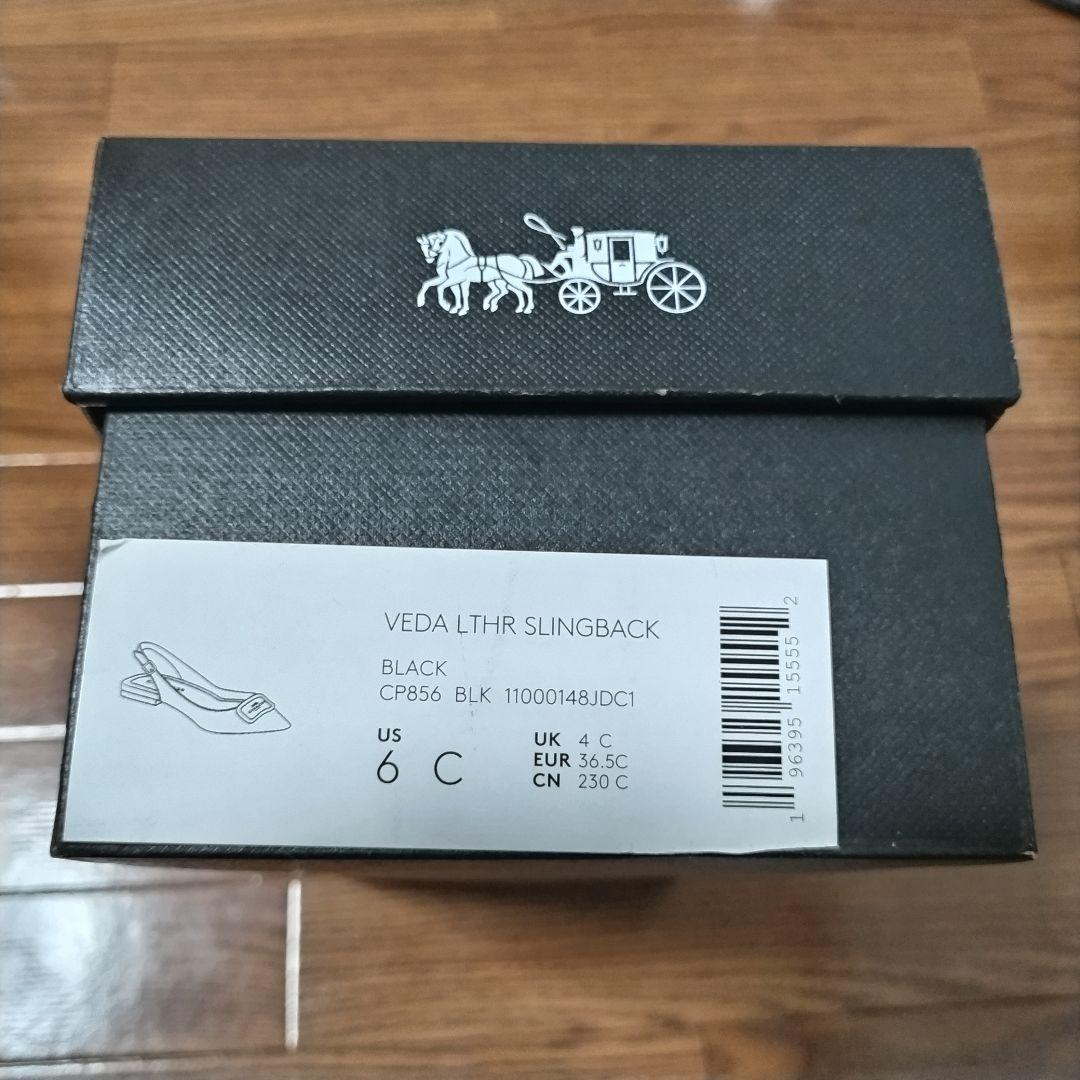 VEDA LTHR SLINGBACK
BLACK
CP856 BLK 11000148JDC1
US
6 C
UK 4 C
EUR 36.5C
CN 230 C
1 96395 15555 2